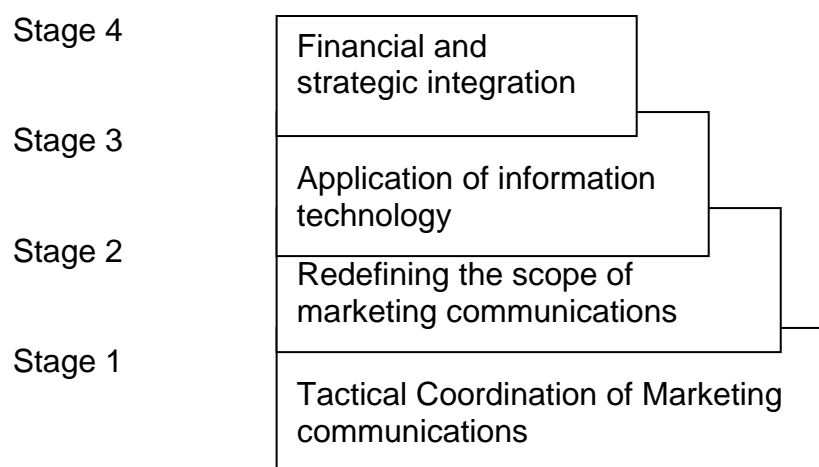 Stage 4
Financial and
strategic integration
Stage 3
Application of information
technology
Stage 2
Redefining the scope of
marketing communications
Stage 1
Tactical Coordination of Marketing
communications